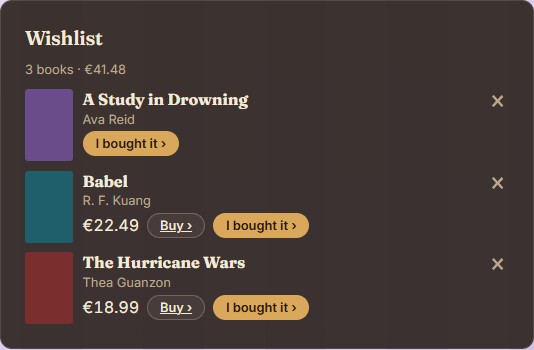 Wishlist
3 books · €41.48
A Study in Drowning
Ava Reid
I bought it ›
Babel
R. F. Kuang
€22.49 Buy › I bought it ›
The Hurricane Wars
Thea Guanzon
€18.99 Buy › I bought it ›